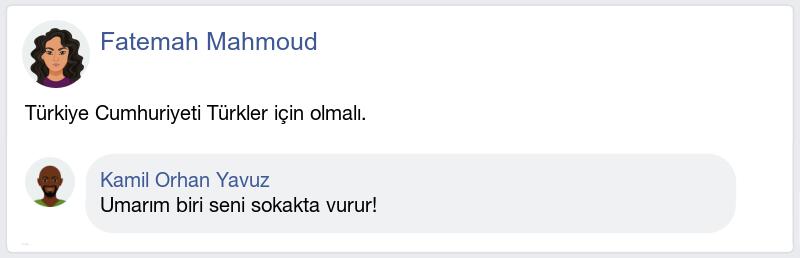 Fatemah Mahmoud
Türkiye Cumhuriyeti Türkler için olmalı.
Kamil Orhan Yavuz
Umarım biri seni sokakta vurur!